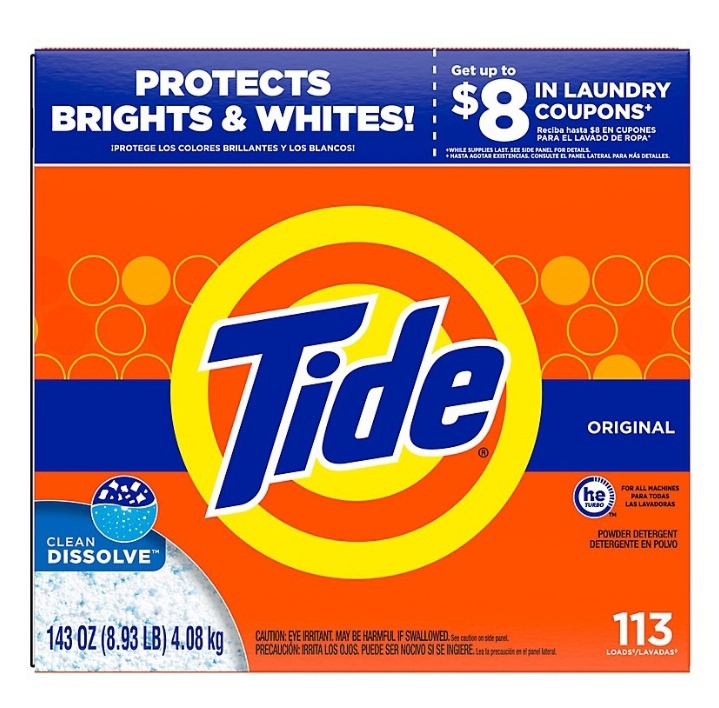 PROTECTS
BRIGHTS & WHITES!
¡PROTEGE LOS COLORES BRILLANTES Y LOS BLANCOS!
Get up to
$8
IN LAUNDRY
COUPONS+
Reciba hasta $8 EN CUPONES
PARA EL LAVADO DE ROPA+
+WHILE SUPPLIES LAST. SEE SIDE PANEL FOR DETAILS.
+ HASTA AGOTAR EXISTENCIAS. CONSULTE EL PANEL LATERAL PARA MÁS DETALLES.
Tide®
ORIGINAL
he
TURBO
™
FOR ALL MACHINES
PARA TODAS
LAS LAVADORAS
POWDER DETERGENT
DETERGENTE EN POLVO
CLEAN
DISSOLVE™
143 OZ (8.93 LB) 4.08 kg
CAUTION: EYE IRRITANT. MAY BE HARMFUL IF SWALLOWED. See caution on side panel.
PRECAUCIÓN: IRRITA LOS OJOS. PUEDE SER NOCIVO SI SE INGIERE. Lea la precaución en el panel lateral.
113
LOADS◊/LAVADAS◊